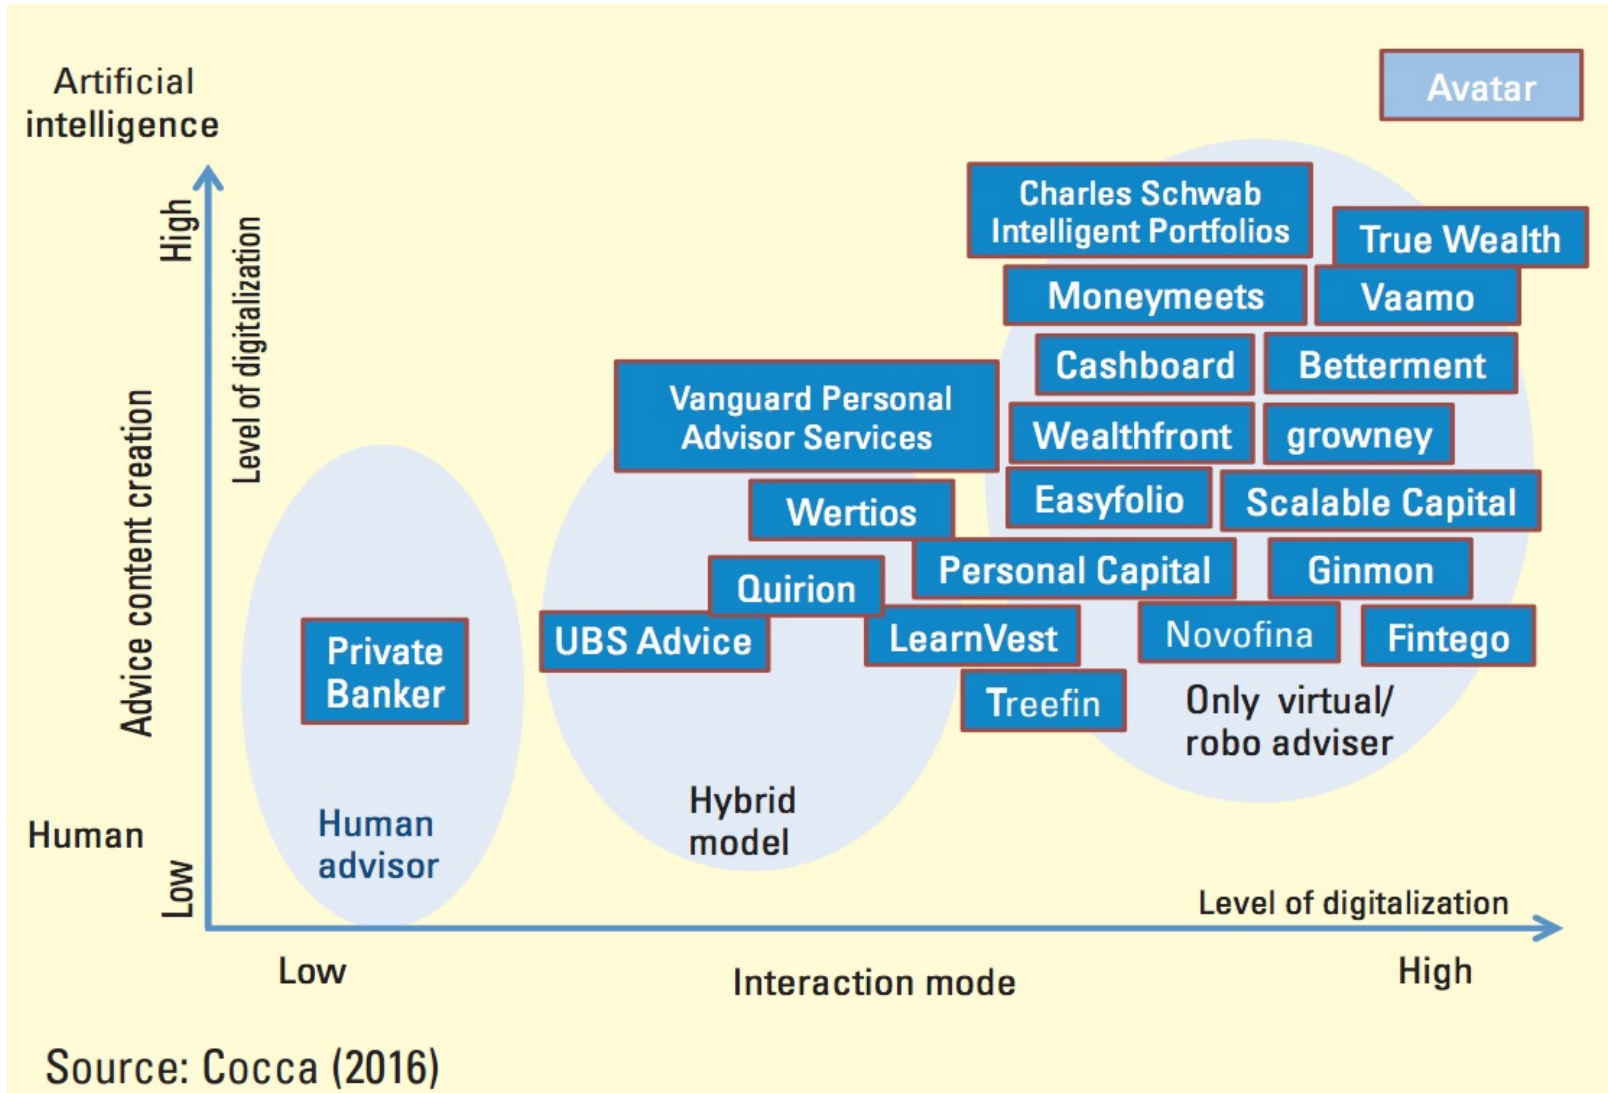 Artificial
intelligence
Avatar
High
Level of digitalization
Charles Schwab
Intelligent Portfolios
True Wealth
Moneymeets
Vaamo
Cashboard
Betterment
Vanguard Personal
Advisor Services
Wealthfront
growney
Advice content creation
Wertios
Easyfolio
Scalable Capital
Quirion
Personal Capital
Ginmon
Private
Banker
UBS Advice
LearnVest
Novofina
Fintego
Treefin
Only virtual/
robo adviser
Hybrid
model
Human
Human
advisor
Low
Level of digitalization
Low
Interaction mode
High
Source: Cocca (2016)